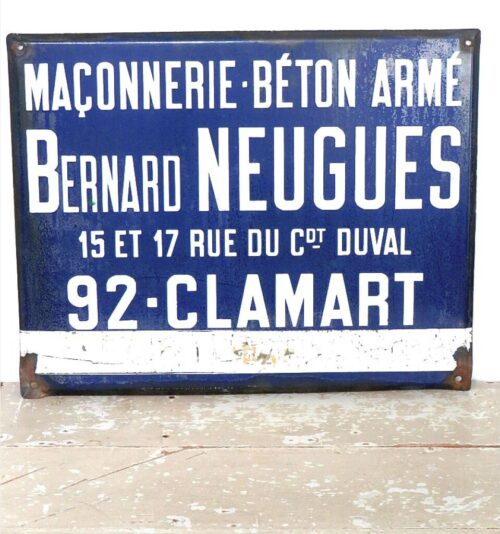 MAÇONNERIE·BÉTON ARMÉ
BERNARD NEUGUES
15 ET 17 RUE DU CDT DUVAL
92·CLAMART